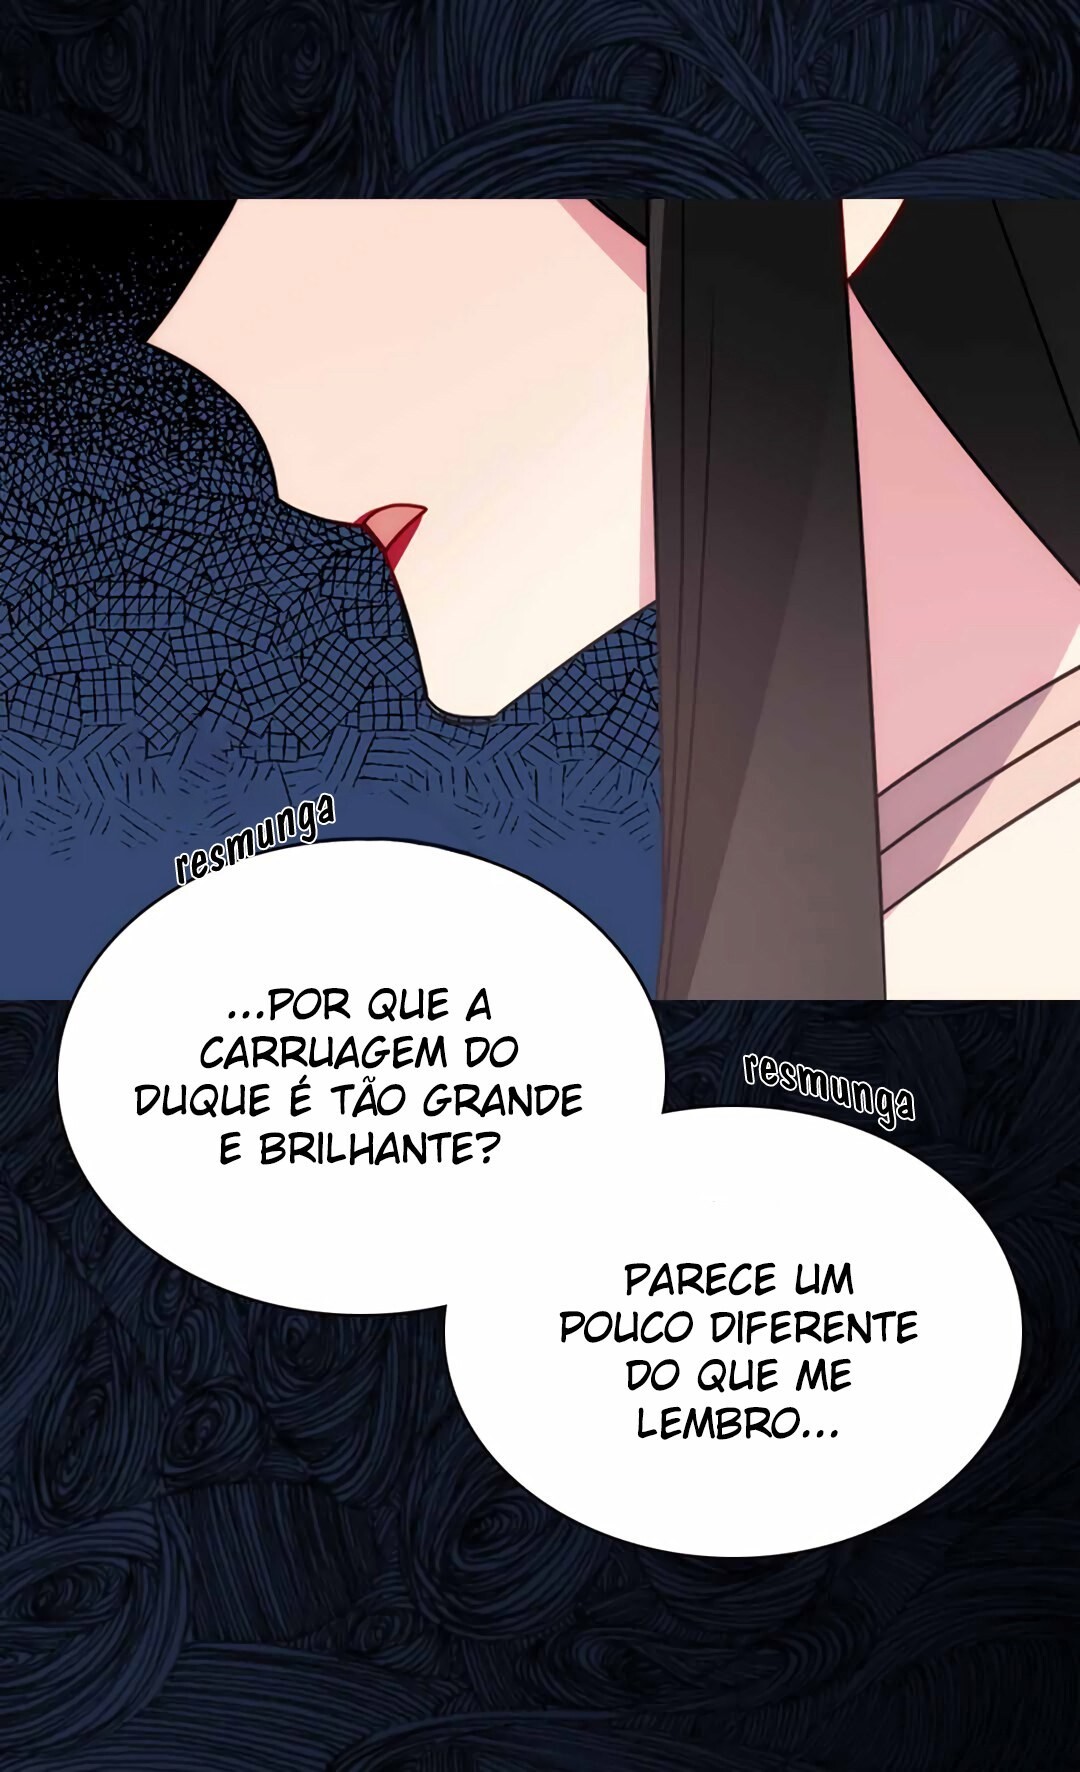 resmunga
...POR QUE A
CARRUAGEM DO
DUQUE É TÃO GRANDE
E BRILHANTE?
resmunga
PARECE UM
POUCO DIFERENTE
DO QUE ME
LEMBRO...